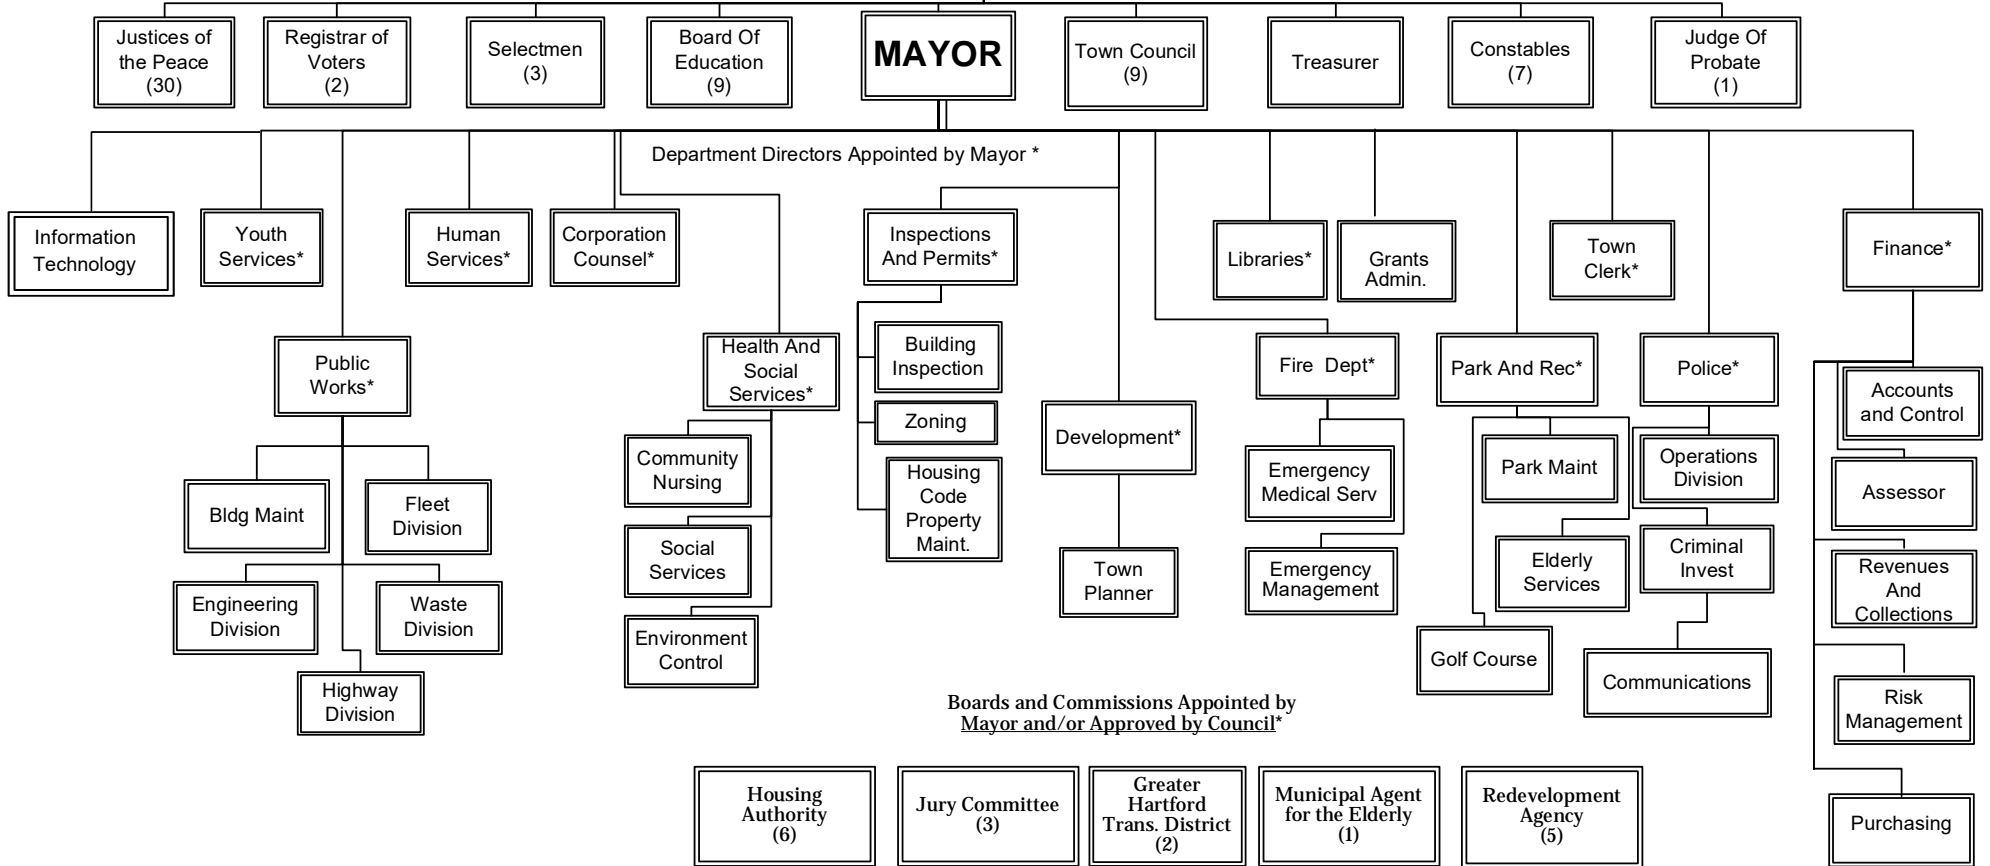 Justices of
the Peace
(30)
Registrar of
Voters
(2)
Selectmen
(3)
Board Of
Education
(9)
MAYOR
Town Council
(9)
Treasurer
Constables
(7)
Judge Of
Probate
(1)
Department Directors Appointed by Mayor *
Information
Technology
Youth
Services*
Human
Services*
Corporation
Counsel*
Inspections
And Permits*
Libraries*
Grants
Admin.
Town
Clerk*
Finance*
Public
Works*
Health And
Social
Services*
Building
Inspection
Zoning
Housing
Code
Property
Maint.
Development*
Fire Dept*
Park And Rec*
Police*
Accounts
and Control
Bldg Maint
Fleet
Division
Community
Nursing
Emergency
Medical Serv
Park Maint
Operations
Division
Assessor
Engineering
Division
Waste
Division
Social
Services
Town
Planner
Emergency
Management
Elderly
Services
Criminal
Invest
Revenues
And
Collections
Highway
Division
Environment
Control
Golf Course
Communications
Risk
Management
Purchasing
Boards and Commissions Appointed by
Mayor and/or Approved by Council*
Housing
Authority
(6)
Jury Committee
(3)
Greater
Hartford
Trans. District
(2)
Municipal Agent
for the Elderly
(1)
Redevelopment
Agency
(5)